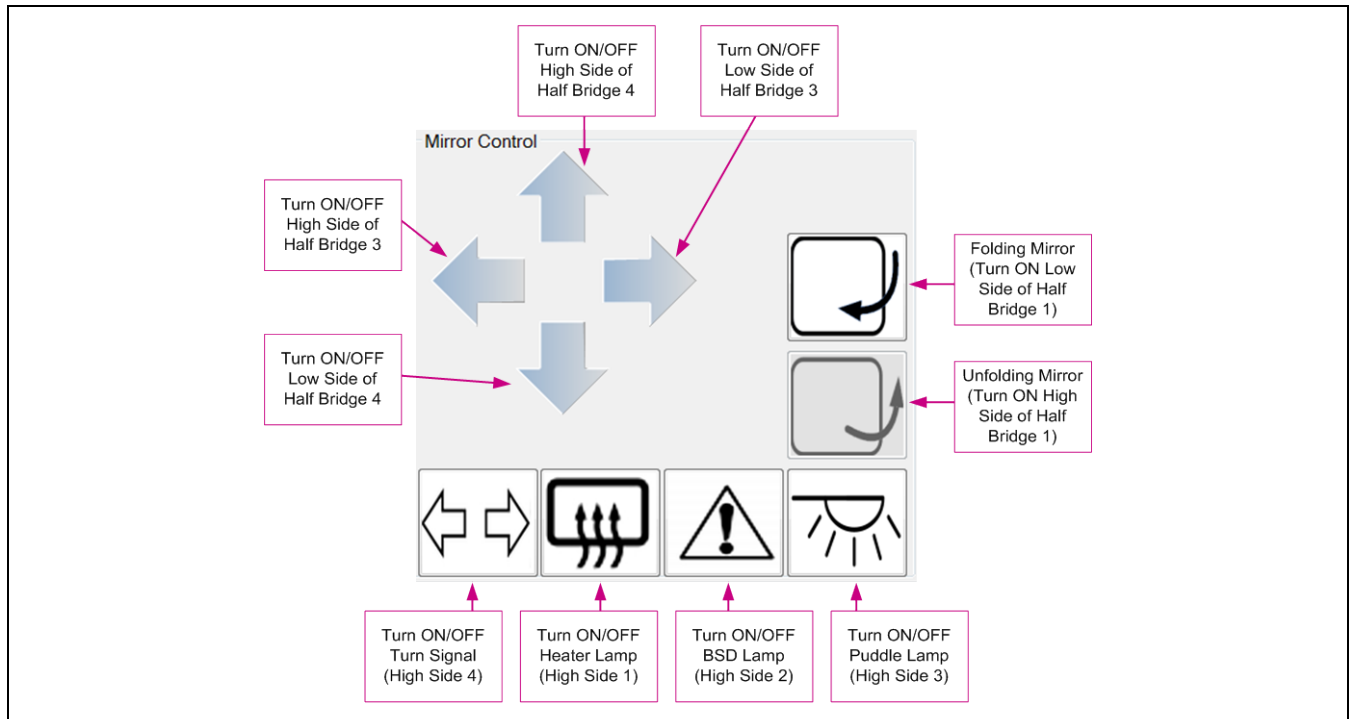 Turn ON/OFF
High Side of
Half Bridge 4
Turn ON/OFF
Low Side of
Half Bridge 3
Mirror Control
Turn ON/OFF
High Side of
Half Bridge 3
Folding Mirror
(Turn ON Low
Side of Half
Bridge 1)
Turn ON/OFF
Low Side of
Half Bridge 4
Unfolding Mirror
(Turn ON High
Side of Half
Bridge 1)
Turn ON/OFF
Turn Signal
(High Side 4)
Turn ON/OFF
Heater Lamp
(High Side 1)
Turn ON/OFF
BSD Lamp
(High Side 2)
Turn ON/OFF
Puddle Lamp
(High Side 3)